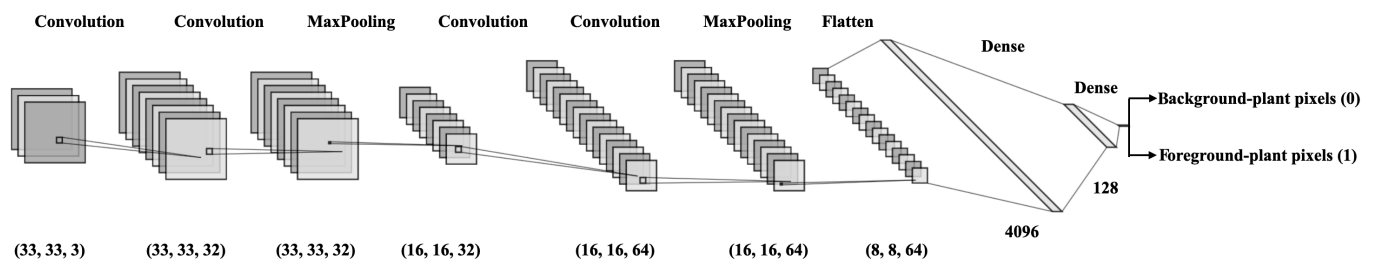 Convolution Convolution MaxPooling Convolution Convolution MaxPooling Flatten
Dense
Dense
Background-plant pixels (0)
Foreground-plant pixels (1)
128
4096
(33, 33, 3) (33, 33, 32) (33, 33, 32) (16, 16, 32) (16, 16, 64) (16, 16, 64) (8, 8, 64)